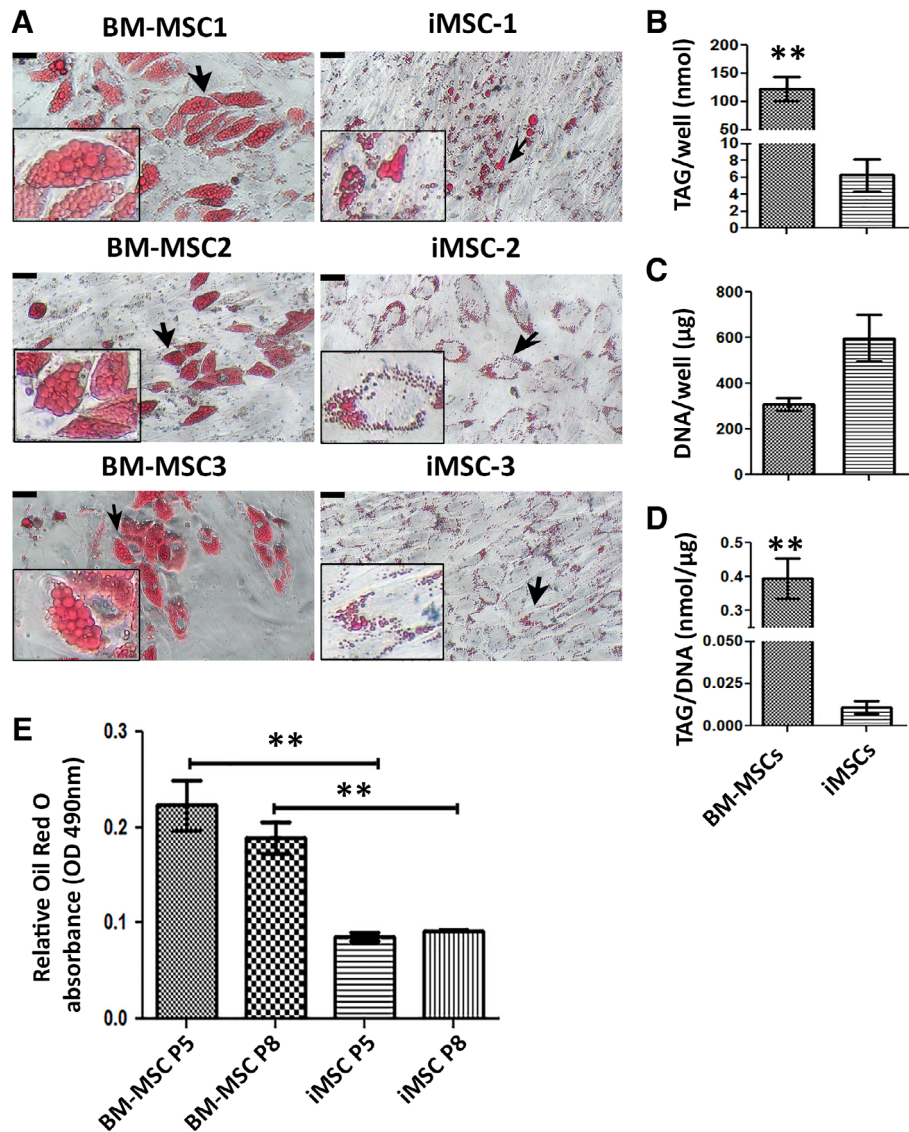 A
BM-MSC1
iMSC-1
BM-MSC2
iMSC-2
BM-MSC3
iMSC-3
B
**
TAG/well (nmol)
200
150
100
50
10
8
6
4
2
0
C
DNA/well (µg)
800
600
400
200
0
D
**
TAG/DNA (nmol/µg)
0.5
0.4
0.3
0.050
0.025
0.000
BM-MSCs
iMSCs
E
Relative Oil Red O
absorbance (OD 490nm)
0.3
0.2
0.1
0.0
**
**
BM-MSC P5
BM-MSC P8
iMSC P5
iMSC P8